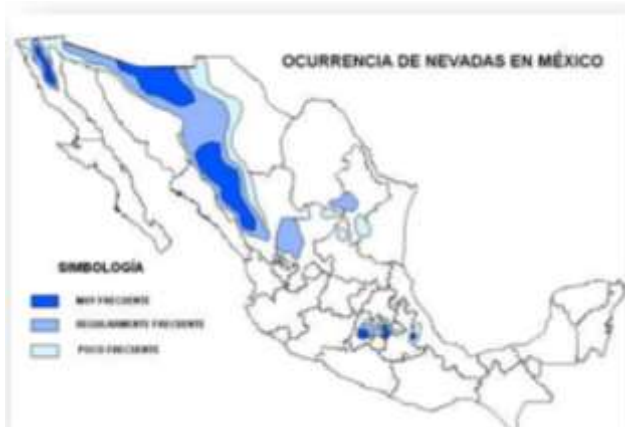 OCURRENCIA DE NEVADAS EN MÉXICO
SIMBOLOGÍA
MUY FRECUENTE
REGULARMENTE FRECUENTE
POCO FRECUENTE